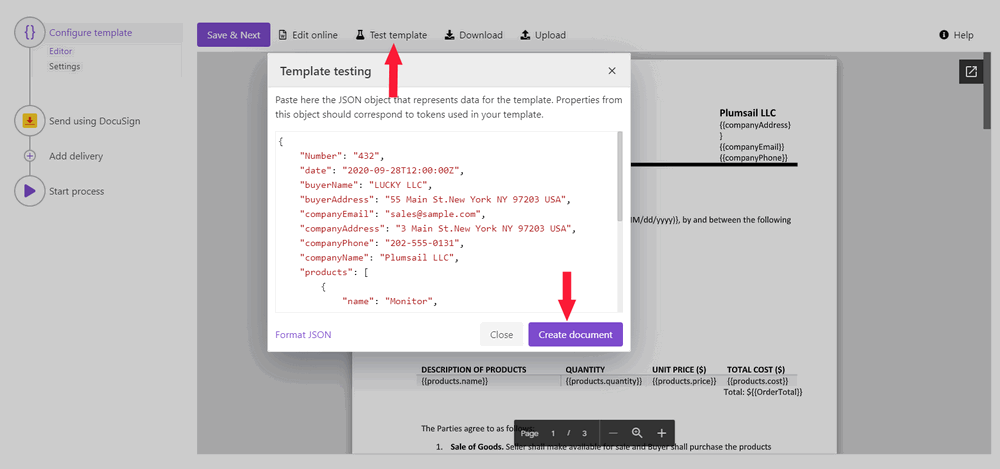 {}
Configure template
Editor
Settings
Send using DocuSign
Add delivery
Start process
Save & Next
Edit online
Test template
Download
Upload
Help
Template testing
Paste here the JSON object that represents data for the template. Properties from
this object should correspond to tokens used in your template.
{
"Number": "432",
"date": "2020-09-28T12:00:00Z",
"buyerName": "LUCKY LLC",
"buyerAddress": "55 Main St.New York NY 97203 USA",
"companyEmail": "sales@sample.com",
"companyAddress": "3 Main St.New York NY 97203 USA",
"companyPhone": "202-555-0131",
"companyName": "Plumsail LLC",
"products": [
{
"name": "Monitor",
Format JSON
Close
Create document
Plumsail LLC
{{companyAddress}
}
{{companyEmail}}
{{companyPhone}}
IM/dd/yyyy)}, by and between the following
DESCRIPTION OF PRODUCTS QUANTITY UNIT PRICE ($) TOTAL COST ($)
{{products.name}} {{products.quantity}} {{products.price}} {{products.cost}}
Total: ${{OrderTotal}}
Page 1 / 3
The Parties agree to as follows:
1. Sale of Goods. Seller shall make available for sale and Buyer shall purchase the products